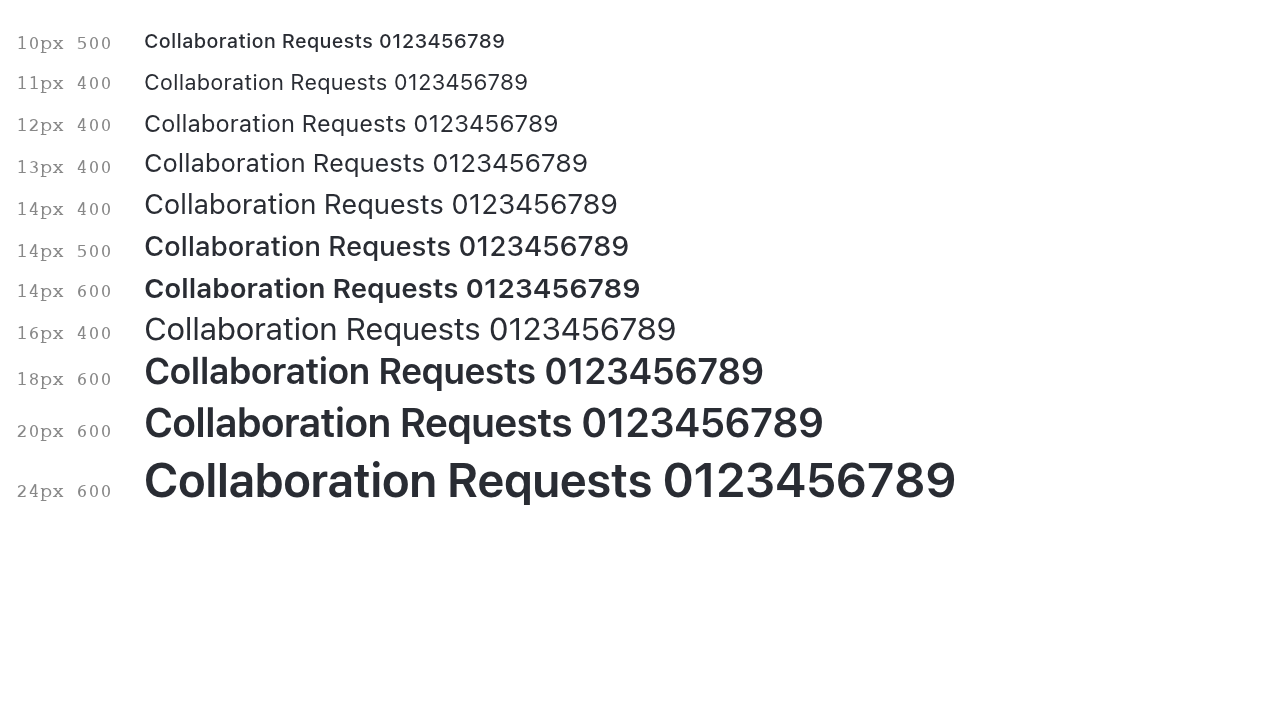 10px 500 Collaboration Requests 0123456789
11px 400 Collaboration Requests 0123456789
12px 400 Collaboration Requests 0123456789
13px 400 Collaboration Requests 0123456789
14px 400 Collaboration Requests 0123456789
14px 500 Collaboration Requests 0123456789
14px 600 Collaboration Requests 0123456789
16px 400 Collaboration Requests 0123456789
18px 600 Collaboration Requests 0123456789
20px 600 Collaboration Requests 0123456789
24px 600 Collaboration Requests 0123456789